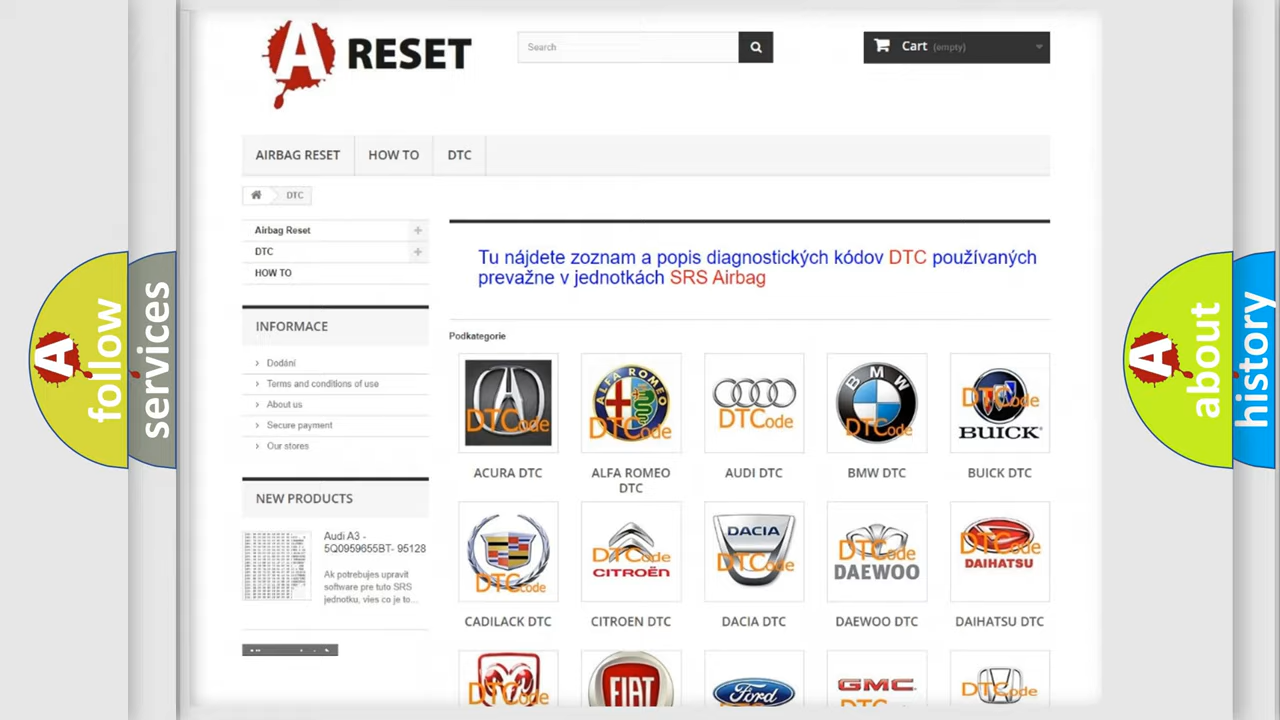 A RESET
Search
Cart (empty)
AIRBAG RESET
HOW TO
DTC
DTC
Airbag Reset
DTC
HOW TO
INFORMACE
Dodání
Terms and conditions of use
About us
Secure payment
Our stores
NEW PRODUCTS
Audi A3 -
5Q0959655BT- 95128
Ak potrebujes upravit
software pre tuto SRS
jednotku, vies co je to...
Tu nájdete zoznam a popis diagnostických kódov DTC používaných
prevažne v jednotkách SRS Airbag
Podkategorie
DTCode
ALFA ROMEO
DTCode
DTCode
BMW
DTCode
DTCode
BUICK
ACURA DTC
ALFA ROMEO
DTC
AUDI DTC
BMW DTC
BUICK DTC
DTCode
DTCode
CITROËN
DACIA
DTCode
DTCode
DAEWOO
DTCode
DAIHATSU
CADILACK DTC
CITROEN DTC
DACIA DTC
DAEWOO DTC
DAIHATSU DTC
DTCode
FIAT
Ford
GMC
DTCode
A follow
services
A about
history